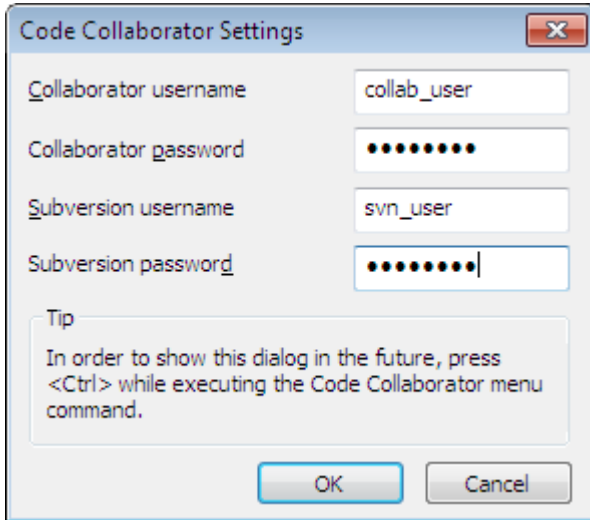 Code Collaborator Settings
Collaborator username
collab_user
Collaborator password
●●●●●●●●
Subversion username
svn_user
Subversion password
●●●●●●●●
Tip
In order to show this dialog in the future, press
<Ctrl> while executing the Code Collaborator menu
command.
OK
Cancel